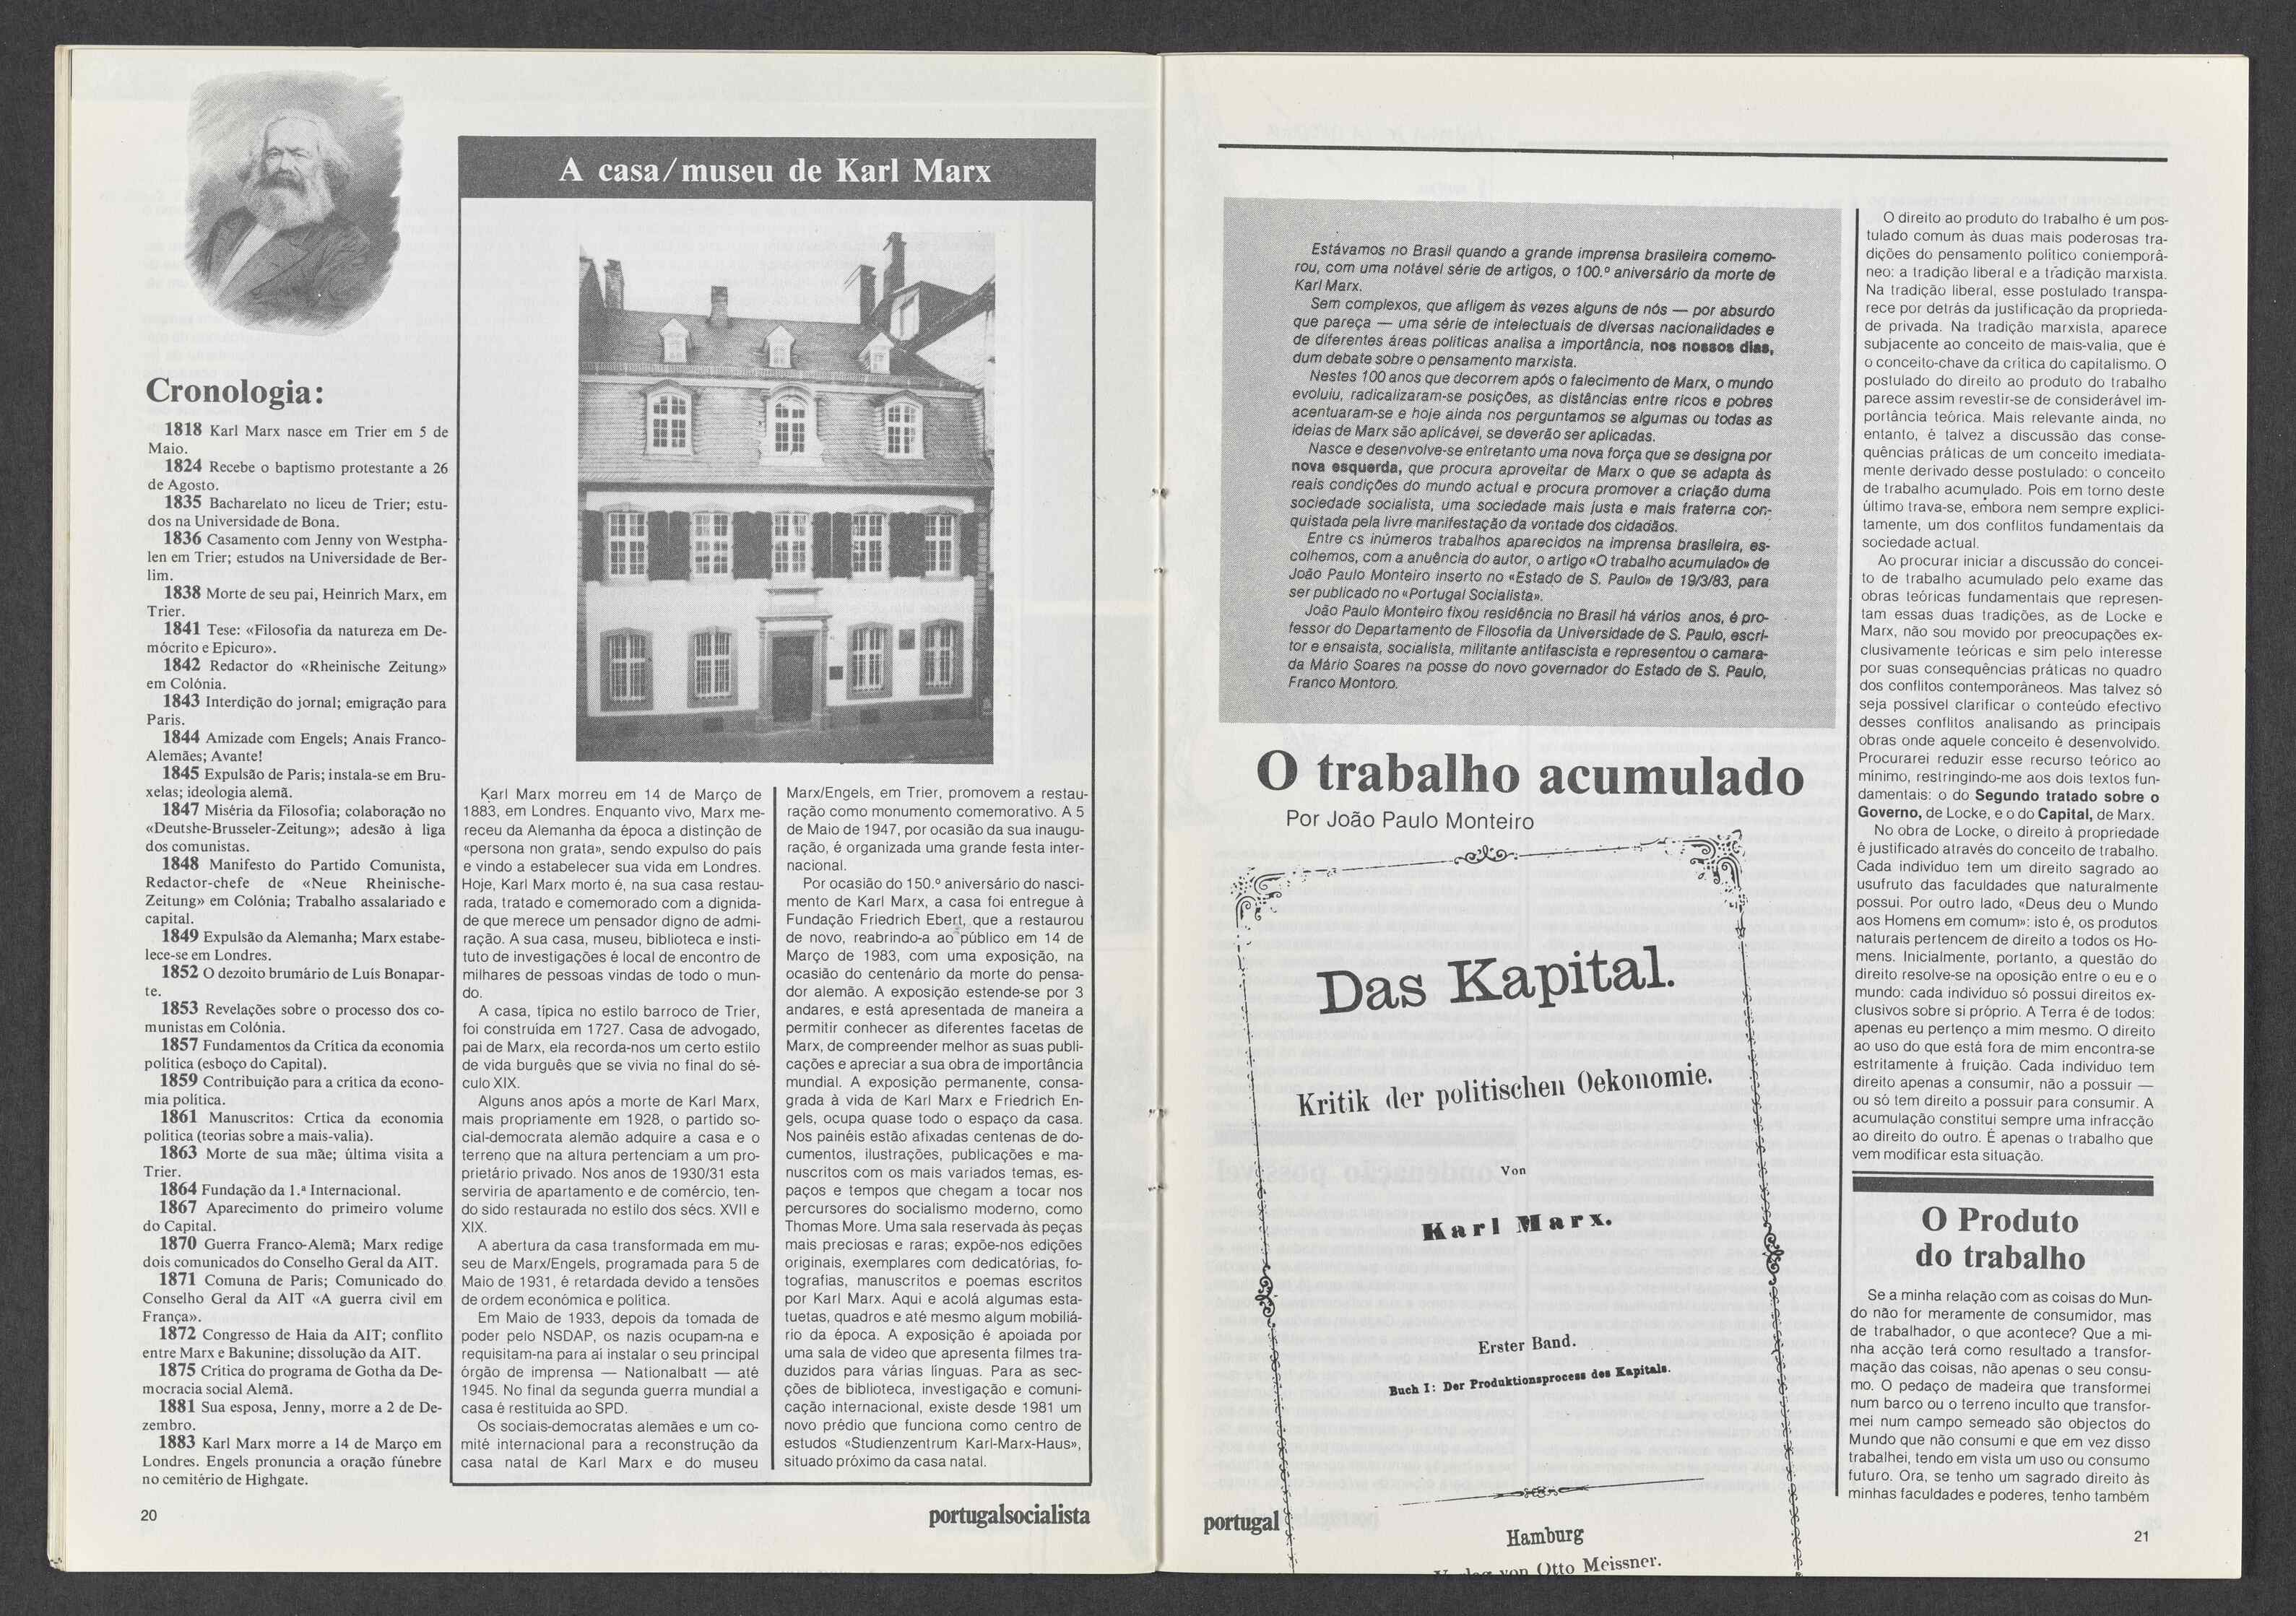 Cronologia:
1818 Karl Marx nasce em Trier em 5 de
Maio.
1824 Recebe o baptismo protestante a 26
de Agosto.
1835 Bacharelato no liceu de Trier; estu-
dos na Universidade de Bona.
1836 Casamento com Jenny von Westpha-
len em Trier; estudos na Universidade de Ber-
lim.
1838 Morte de seu pai, Heinrich Marx, em
Trier.
1841 Tese: «Filosofia da natureza em De-
mócrito e Epicuro».
1842 Redactor do «Rheinische Zeitung»
em Colónia.
1843 Interdição do jornal; emigração para
Paris.
1844 Amizade com Engels; Anais Franco-
Alemães; Avante!
1845 Expulsão de Paris; instala-se em Bru-
xelas; ideologia alemã.
1847 Miséria da Filosofia; colaboração no
«Deutshe-Brusseler-Zeitung»; adesão à liga
dos comunistas.
1848 Manifesto do Partido Comunista,
Redactor-chefe de «Neue Rheinische-
Zeitung» em Colónia; Trabalho assalariado e
capital.
1849 Expulsão da Alemanha; Marx estabe-
lece-se em Londres.
1852 O dezoito brumário de Luís Bonapar-
te.
1853 Revelações sobre o processo dos co-
munistas em Colónia.
1857 Fundamentos da Crítica da economia
política (esboço do Capital).
1859 Contribuição para a crítica da econo-
mia política.
1861 Manuscritos: Crtica da economia
política (teorias sobre a mais-valia).
1863 Morte de sua mãe; última visita a
Trier.
1864 Fundação da 1.ª Internacional.
1867 Aparecimento do primeiro volume
do Capital.
1870 Guerra Franco-Alemã; Marx redige
dois comunicados do Conselho Geral da AIT.
1871 Comuna de Paris; Comunicado do
Conselho Geral da AIT «A guerra civil em
França».
1872 Congresso de Haia da AIT; conflito
entre Marx e Bakunine; dissolução da AIT.
1875 Crítica do programa de Gotha da De-
mocracia social Alemã.
1881 Sua esposa, Jenny, morre a 2 de De-
zembro.
1883 Karl Marx morre a 14 de Março em
Londres. Engels pronuncia a oração fúnebre
no cemitério de Highgate.
20
A casa/museu de Karl Marx
Karl Marx morreu em 14 de Março de
1883, em Londres. Enquanto vivo, Marx me-
receu da Alemanha da época a distinção de
«persona non grata», sendo expulso do país
e vindo a estabelecer sua vida em Londres.
Hoje, Karl Marx morto é, na sua casa restau-
rada, tratado e comemorado com a dignida-
de que merece um pensador digno de admi-
ração. A sua casa, museu, biblioteca e insti-
tuto de investigações é local de encontro de
milhares de pessoas vindas de todo o mun-
do.
A casa, típica no estilo barroco de Trier,
foi construída em 1727. Casa de advogado,
pai de Marx, ela recorda-nos um certo estilo
de vida burguês que se vivia no final do sé-
culo XIX.
Alguns anos após a morte de Karl Marx,
mais propriamente em 1928, o partido so-
cial-democrata alemão adquire a casa e o
terreno que na altura pertenciam a um pro-
prietário privado. Nos anos de 1930/31 esta
serviria de apartamento e de comércio, ten-
do sido restaurada no estilo dos sécs. XVII e
XIX.
A abertura da casa transformada em mu-
seu de Marx/Engels, programada para 5 de
Maio de 1931, é retardada devido a tensões
de ordem económica e política.
Em Maio de 1933, depois da tomada de
poder pelo NSDAP, os nazis ocupam-na e
requisitam-na para aí instalar o seu principal
órgão de imprensa — Nationalbatt — até
1945. No final da segunda guerra mundial a
casa é restituída ao SPD.
Os sociais-democratas alemães e um co-
mité internacional para a reconstrução da
casa natal de Karl Marx e do museu
Marx/Engels, em Trier, promovem a restau-
ração como monumento comemorativo. A 5
de Maio de 1947, por ocasião da sua inaugu-
ração, é organizada uma grande festa inter-
nacional.
Por ocasião do 150.º aniversário do nasci-
mento de Karl Marx, a casa foi entregue à
Fundação Friedrich Ebert, que a restaurou
de novo, reabrindo-a ao público em 14 de
Março de 1983, com uma exposição, na
ocasião do centenário da morte do pensa-
dor alemão. A exposição estende-se por 3
andares, e está apresentada de maneira a
permitir conhecer as diferentes facetas de
Marx, de compreender melhor as suas publi-
cações e apreciar a sua obra de importância
mundial. A exposição permanente, consa-
grada à vida de Karl Marx e Friedrich En-
gels, ocupa quase todo o espaço da casa.
Nos painéis estão afixadas centenas de do-
cumentos, ilustrações, publicações e ma-
nuscritos com os mais variados temas, es-
paços e tempos que chegam a tocar nos
percursores do socialismo moderno, como
Thomas More. Uma sala reservada às peças
mais preciosas e raras; expõe-nos edições
originais, exemplares com dedicatórias, fo-
tografias, manuscritos e poemas escritos
por Karl Marx. Aqui e acolá algumas esta-
tuetas, quadros e até mesmo algum mobiliá-
rio da época. A exposição é apoiada por
uma sala de video que apresenta filmes tra-
duzidos para várias línguas. Para as sec-
ções de biblioteca, investigação e comuni-
cação internacional, existe desde 1981 um
novo prédio que funciona como centro de
estudos «Studienzentrum Karl-Marx-Haus»,
situado próximo da casa natal.
portugalsocialista
Estávamos no Brasil quando a grande imprensa brasileira comemo-
rou, com uma notável série de artigos, o 100.º aniversário da morte de
Karl Marx.
Sem complexos, que afligem às vezes alguns de nós — por absurdo
que pareça — uma série de intelectuais de diversas nacionalidades e
de diferentes áreas políticas analisa a importância, nos nossos dias,
dum debate sobre o pensamento marxista.
Nestes 100 anos que decorrem após o falecimento de Marx, o mundo
evoluiu, radicalizaram-se posições, as distâncias entre ricos e pobres
acentuaram-se e hoje ainda nos perguntamos se algumas ou todas as
ideias de Marx são aplicável, se deverão ser aplicadas.
Nasce e desenvolve-se entretanto uma nova força que se designa por
nova esquerda, que procura aproveitar de Marx o que se adapta às
reais condições do mundo actual e procura promover a criação duma
sociedade socialista, uma sociedade mais justa e mais fraterna con-
quistada pela livre manifestação da vontade dos cidadãos.
Entre os inúmeros trabalhos aparecidos na imprensa brasileira, es-
colhemos, com a anuência do autor, o artigo «O trabalho acumulado» de
João Paulo Monteiro inserto no «Estado de S. Paulo» de 19/3/83, para
ser publicado no «Portugal Socialista».
João Paulo Monteiro fixou residência no Brasil há vários anos, é pro-
fessor do Departamento de Filosofia da Universidade de S. Paulo, escri-
tor e ensaísta, socialista, militante antifascista e representou o camara-
da Mário Soares na posse do novo governador do Estado de S. Paulo,
Franco Montoro.
O trabalho acumulado
Por João Paulo Monteiro
Das Kapital.
Kritik der politischen Oekonomie.
Von
Karl Marx.
Erster Band.
Buch I: Der Produktionsprocess des Kapitals.
Hamburg
von Otto Meissner.
portugal
O direito ao produto do trabalho é um pos-
tulado comum às duas mais poderosas tra-
dições do pensamento político contemporâ-
neo: a tradição liberal e a tradição marxista.
Na tradição liberal, esse postulado transpa-
rece por detrás da justificação da proprieda-
de privada. Na tradição marxista, aparece
subjacente ao conceito de mais-valia, que é
o conceito-chave da crítica do capitalismo. O
postulado do direito ao produto do trabalho
parece assim revestir-se de considerável im-
portância teórica. Mais relevante ainda, no
entanto, é talvez a discussão das conse-
quências práticas de um conceito imediata-
mente derivado desse postulado: o conceito
de trabalho acumulado. Pois em torno deste
último trava-se, embora nem sempre explici-
tamente, um dos conflitos fundamentais da
sociedade actual.
Ao procurar iniciar a discussão do concei-
to de trabalho acumulado pelo exame das
obras teóricas fundamentais que represen-
tam essas duas tradições, as de Locke e
Marx, não sou movido por preocupações ex-
clusivamente teóricas e sim pelo interesse
por suas consequências práticas no quadro
dos conflitos contemporâneos. Mas talvez só
seja possível clarificar o conteúdo efectivo
desses conflitos analisando as principais
obras onde aquele conceito é desenvolvido.
Procurarei reduzir esse recurso teórico ao
mínimo, restringindo-me aos dois textos fun-
damentais: o do Segundo tratado sobre o
Governo, de Locke, e o do Capital, de Marx.
No obra de Locke, o direito à propriedade
é justificado através do conceito de trabalho.
Cada indivíduo tem um direito sagrado ao
usufruto das faculdades que naturalmente
possui. Por outro lado, «Deus deu o Mundo
aos Homens em comum»: isto é, os produtos
naturais pertencem de direito a todos os Ho-
mens. Inicialmente, portanto, a questão do
direito resolve-se na oposição entre o eu e o
mundo: cada indivíduo só possui direitos ex-
clusivos sobre si próprio. A Terra é de todos:
apenas eu pertenço a mim mesmo. O direito
ao uso do que está fora de mim encontra-se
estritamente à fruição. Cada indivíduo tem
direito apenas a consumir, não a possuir —
ou só tem direito a possuir para consumir. A
acumulação constitui sempre uma infracção
ao direito do outro. É apenas o trabalho que
vem modificar esta situação.
O Produto
do trabalho
Se a minha relação com as coisas do Mun-
do não for meramente de consumidor, mas
de trabalhador, o que acontece? Que a mi-
nha acção terá como resultado a transfor-
mação das coisas, não apenas o seu consu-
mo. O pedaço de madeira que transformei
num barco ou o terreno inculto que transfor-
mei num campo semeado são objectos do
Mundo que não consumi e que em vez disso
trabalhei, tendo em vista um uso ou consumo
futuro. Ora, se tenho um sagrado direito às
minhas faculdades e poderes, tenho também
21